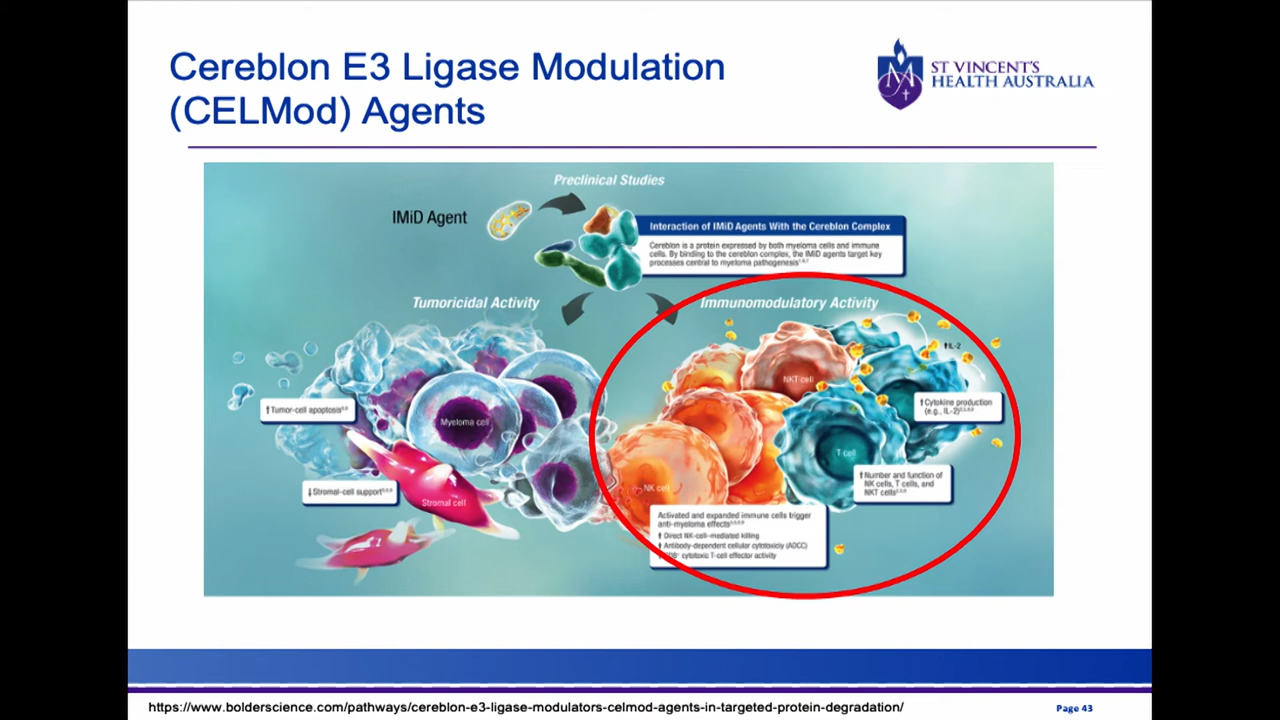 Cereblon E3 Ligase Modulation
(CELMod) Agents
ST VINCENT'S
HEALTH AUSTRALIA
Preclinical Studies
IMiD Agent
Interaction of IMiD Agents With the Cereblon Complex
Cereblon is a protein expressed by both myeloma cells and immune
cells. By binding to the cereblon complex, the IMiD agents target key
processes central to myeloma pathogenesis
Tumoricidal Activity
Immunomodulatory Activity
↑IL-2
NKT cell
↑Tumor-cell apoptosis
↑Cytokine production
(e.g., IL-2)
Myeloma cell
T cell
↑Number and function of
NK cells, T cells, and
NKT cells
↓Stromal-cell support
Stromal cell
NK cell
Activated and expanded immune cells trigger
anti-myeloma effects
↑ Direct NK-cell–mediated killing
↑ Antibody-dependent cellular cytotoxiciy (ADCC)
cytotoxic T-cell effector activity
https://www.bolderscience.com/pathways/cereblon-e3-ligase-modulators-celmod-agents-in-targeted-protein-degradation/
Page 43